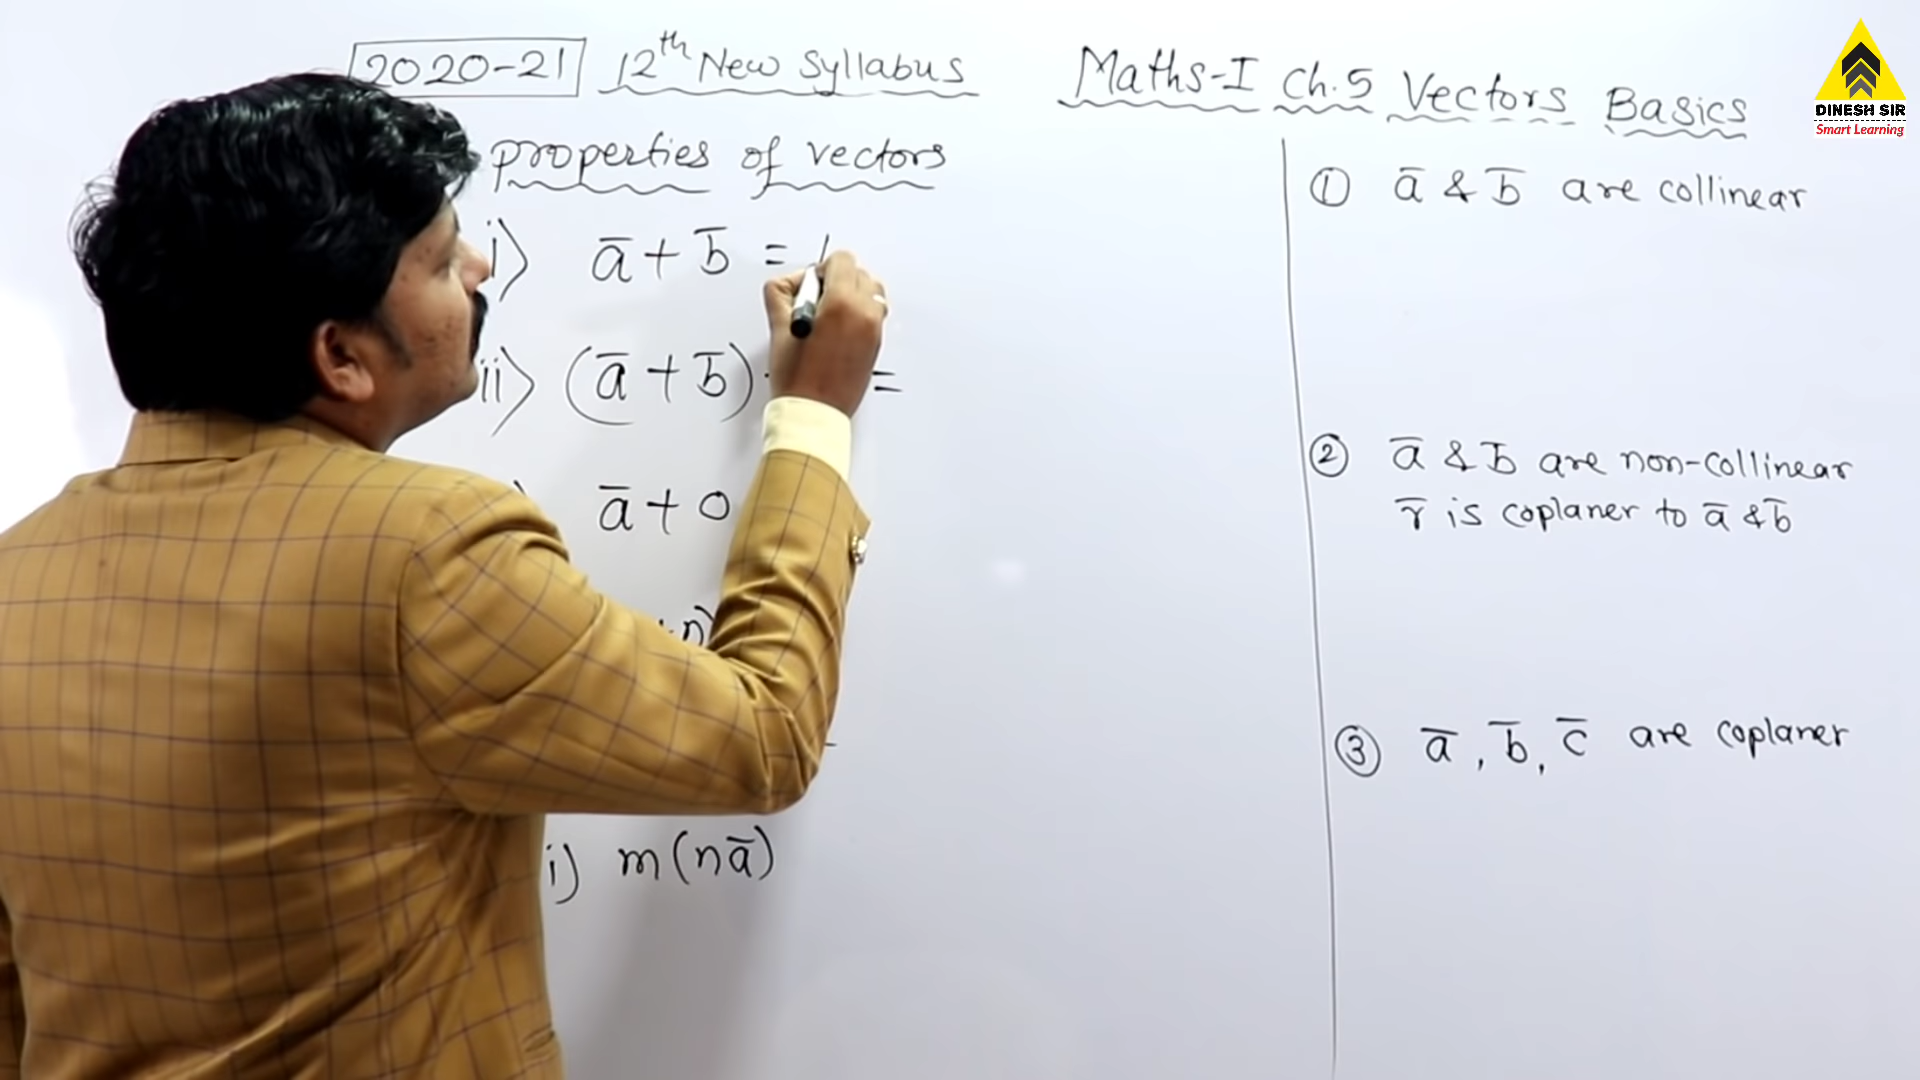 2020-21 12th New Syllabus Maths-I Ch.5 Vectors Basics
DINESH SIR
Smart Learning
properties of vectors
i) a̅ + b̅ =
ii) (a̅ + b̅) =
a̅ + 0
n)
i) m(na̅)
① a̅ & b̅ are collinear
② a̅ & b̅ are non-collinear
r̅ is coplaner to a̅ & b̅
③ a̅, b̅, c̅ are coplaner